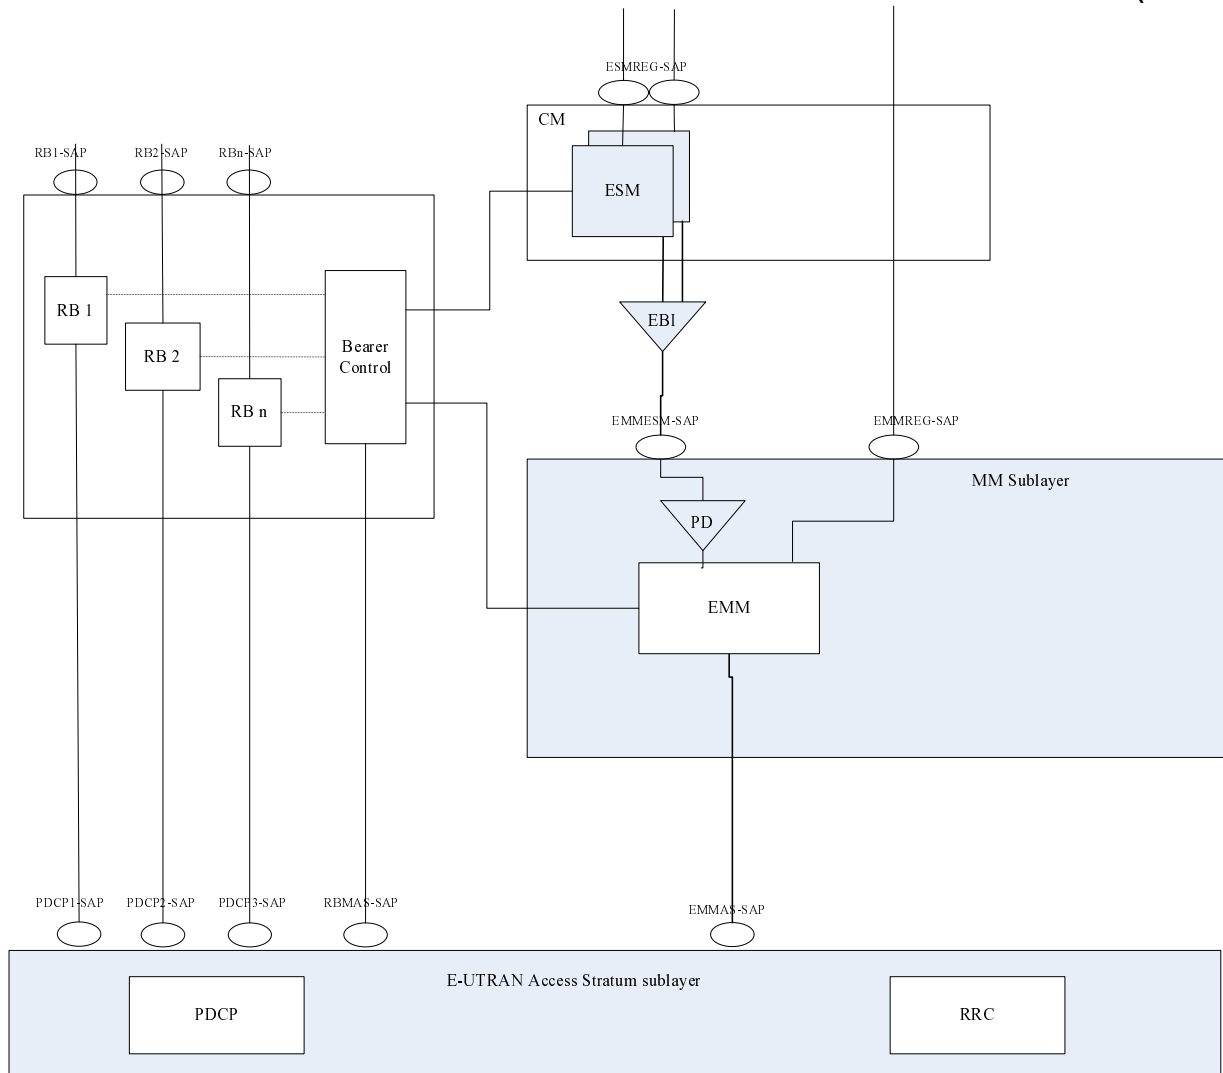 ESMREG-SAP
CM
RB1-SAP
RB2-SAP
RBn-SAP
ESM
RB 1
EBI
RB 2
Bearer
Control
RB n
EMMESM-SAP
EMMREG-SAP
MM Sublayer
PD
EMM
PDCP1-SAP
PDCP2-SAP
PDCP3-SAP
RBMAS-SAP
EMMAS-SAP
E-UTRAN Access Stratum sublayer
PDCP
RRC